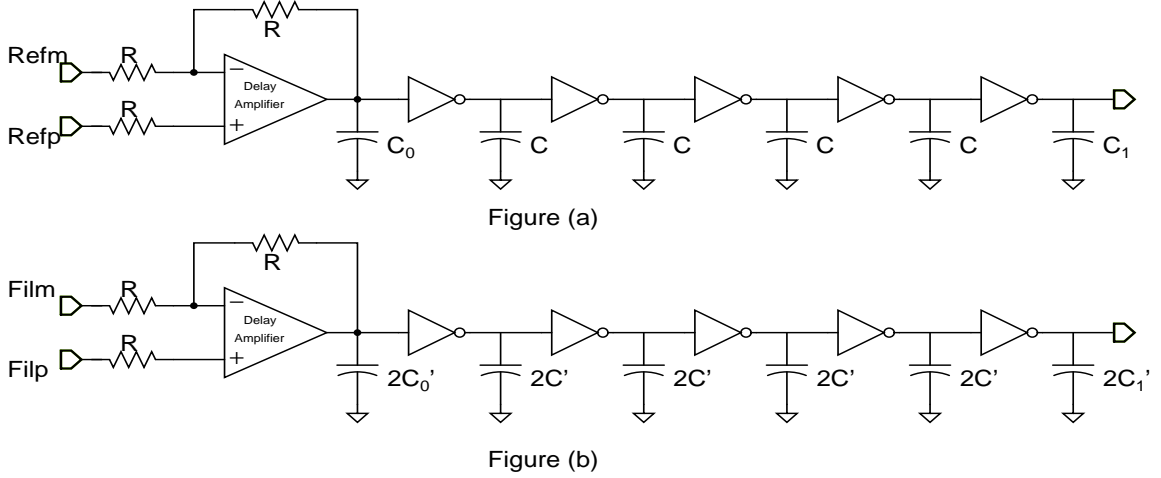 R
Refm
R
−
Delay
Amplifier
R
+
Refp
C₀
C
C
C
C
C₁
Figure (a)
R
Film
R
−
Delay
Amplifier
R
+
Filp
2C₀'
2C'
2C'
2C'
2C'
2C₁'
Figure (b)